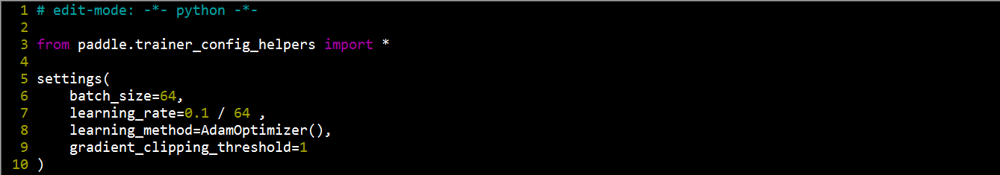 1 # edit-mode: -*- python -*-
2
3 from paddle.trainer_config_helpers import *
4
5 settings(
6     batch_size=64,
7     learning_rate=0.1 / 64 ,
8     learning_method=AdamOptimizer(),
9     gradient_clipping_threshold=1
10 )